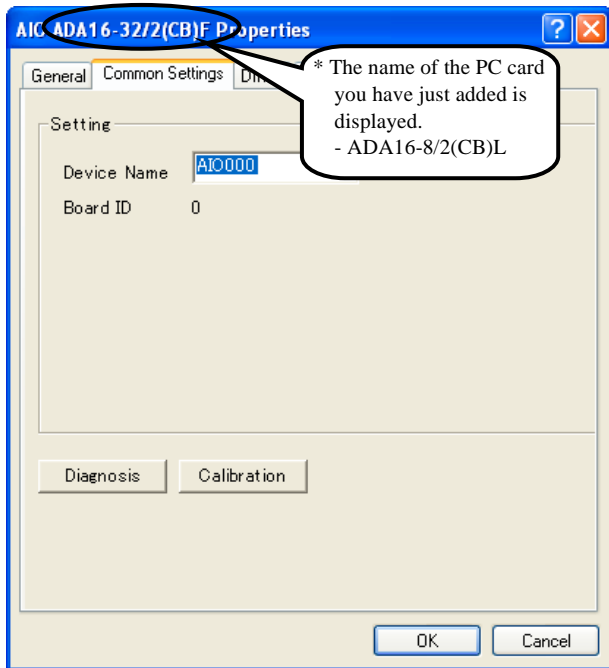 AIO ADA16-32/2(CB)F Properties
General Common Settings
* The name of the PC card
you have just added is
displayed.
- ADA16-8/2(CB)L
Setting
Device Name AIO000
Board ID 0
Diagnosis Calibration
OK Cancel